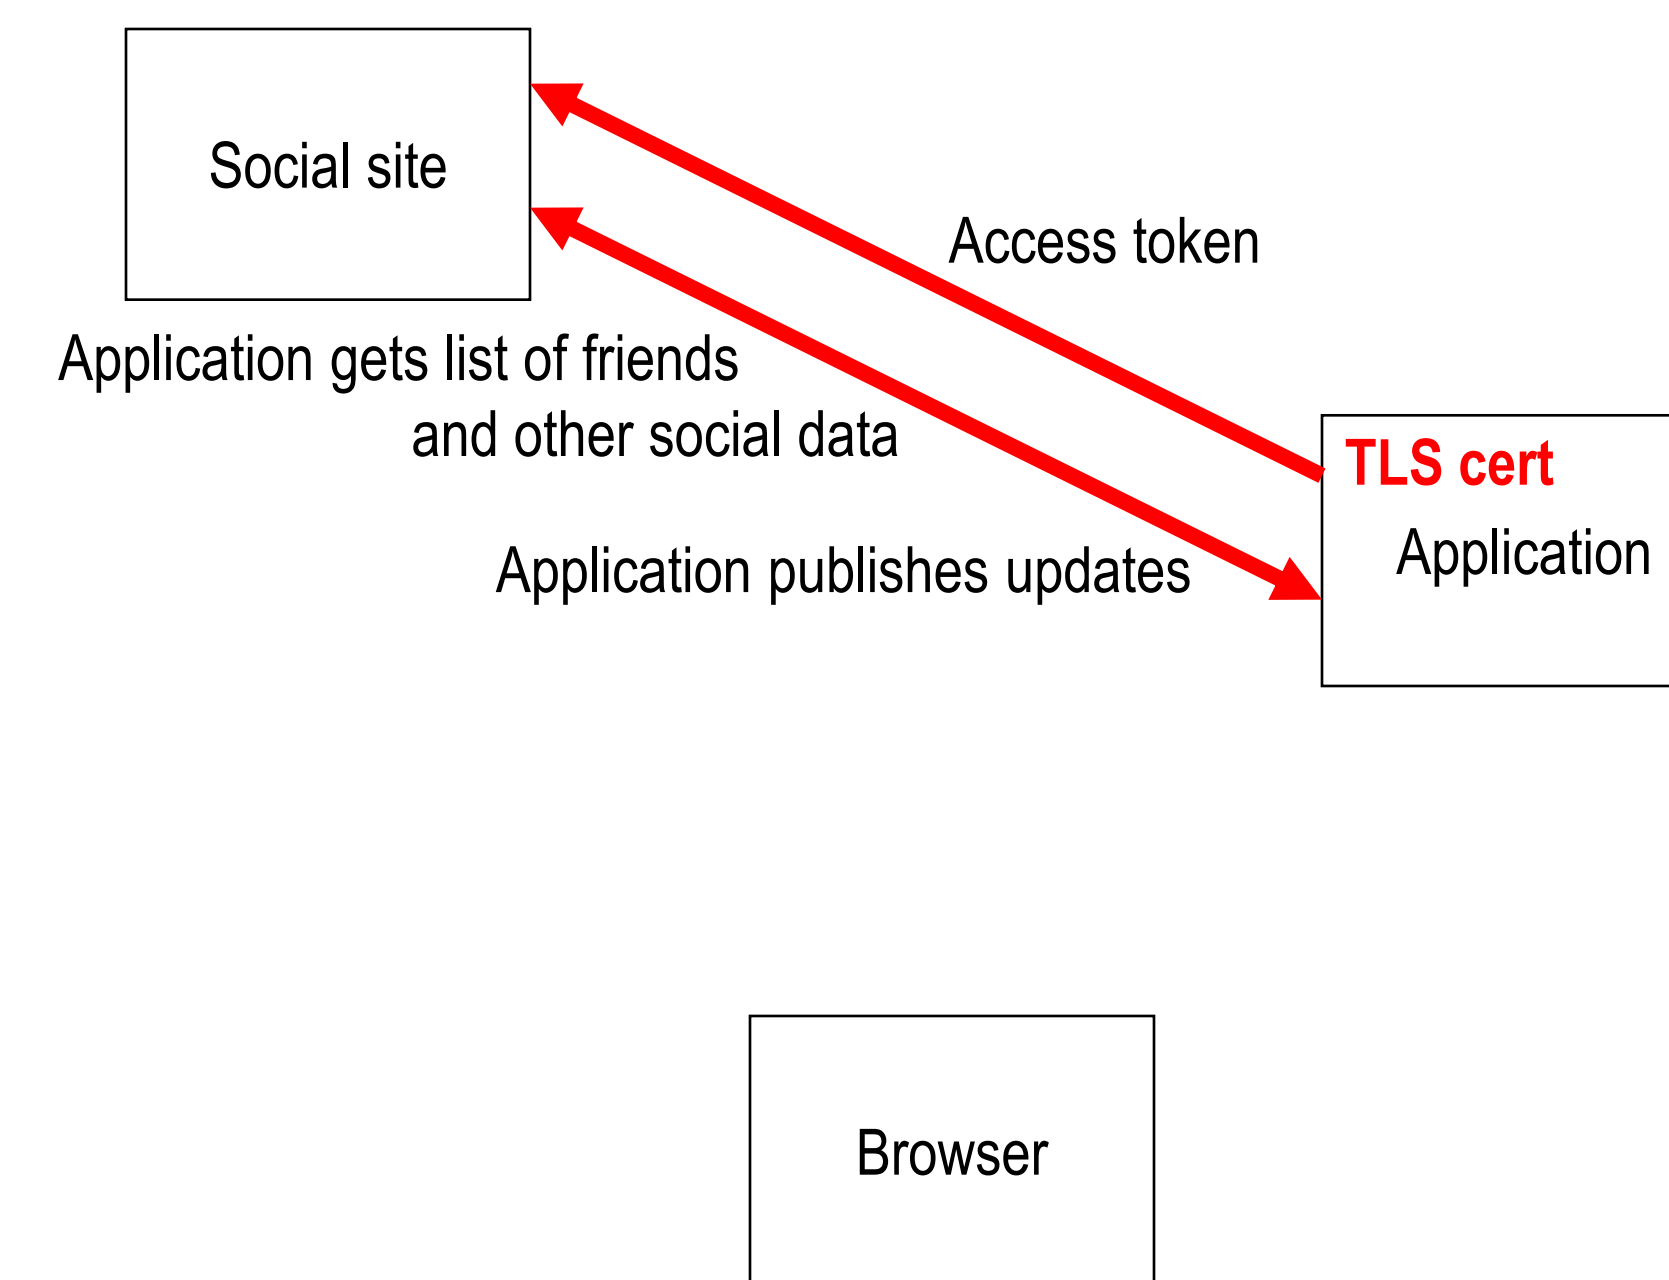 Social site
Access token
Application gets list of friends
and other social data
TLS cert
Application
Application publishes updates
Browser